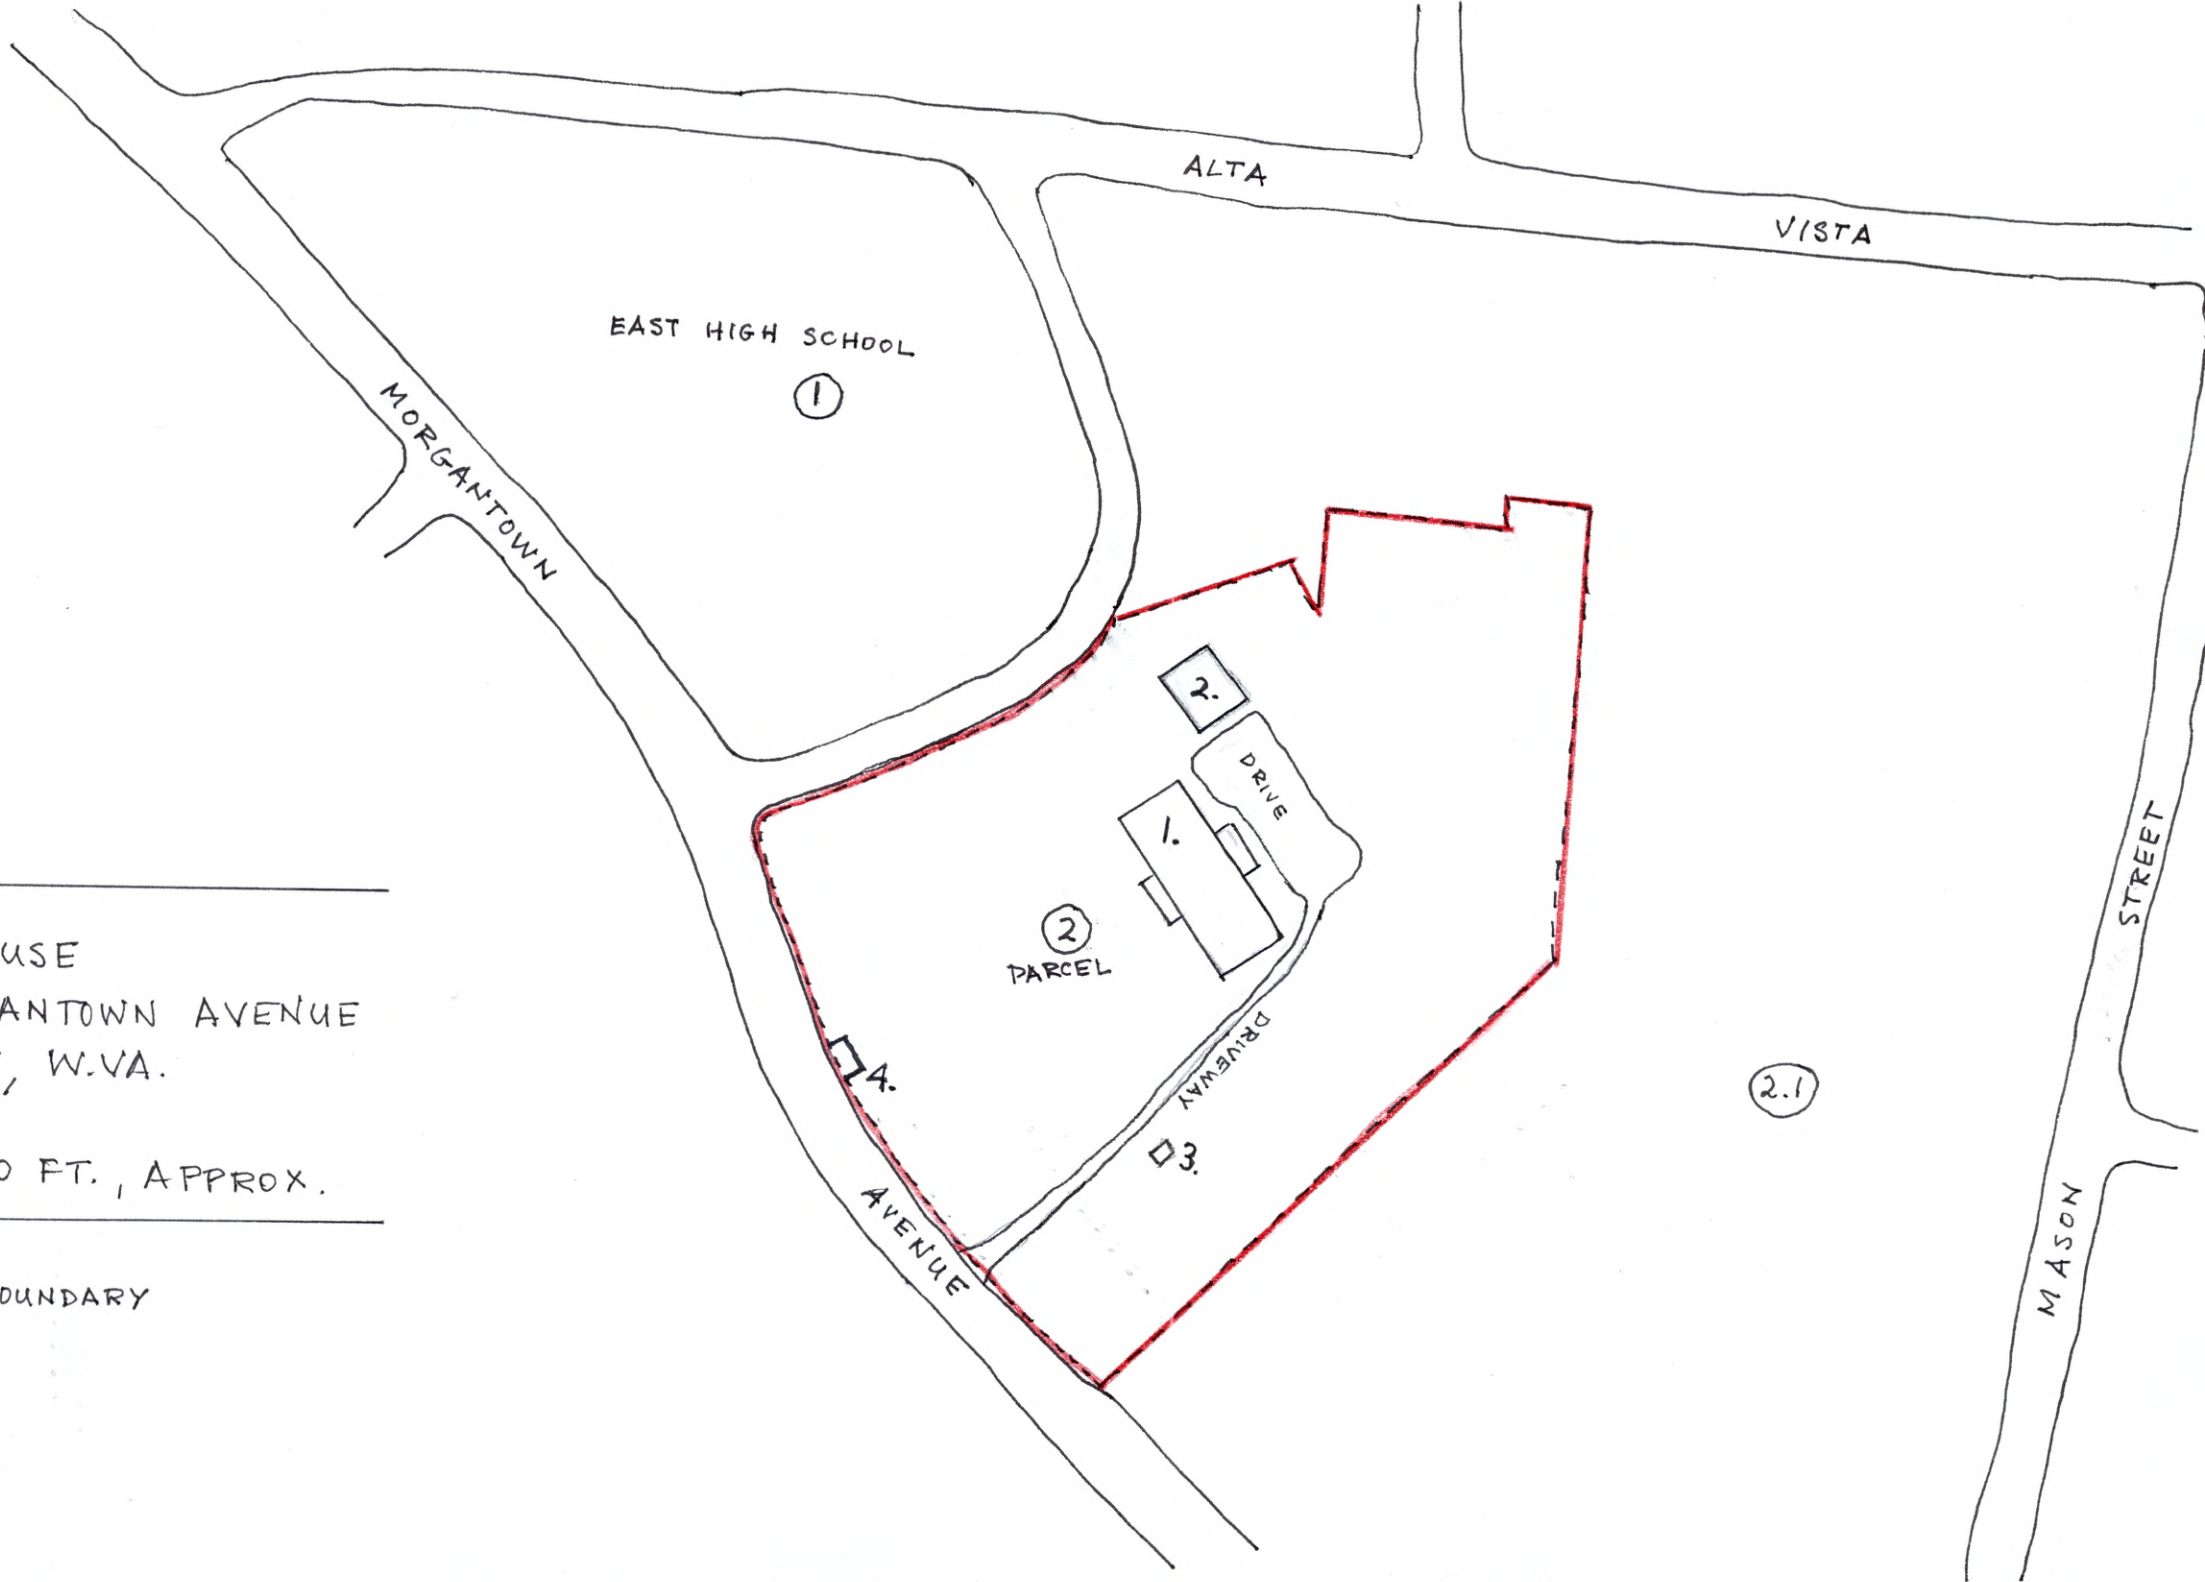 ALTA
VISTA
EAST HIGH SCHOOL
1
MORGANTOWN
2.
DRIVE
1.
2
PARCEL
STREET
USE
ANTOWN AVENUE
, W.VA.
4.
DRIVEWAY
3.
2.1
0 FT., APPROX.
AVENUE
MASON
OUNDARY